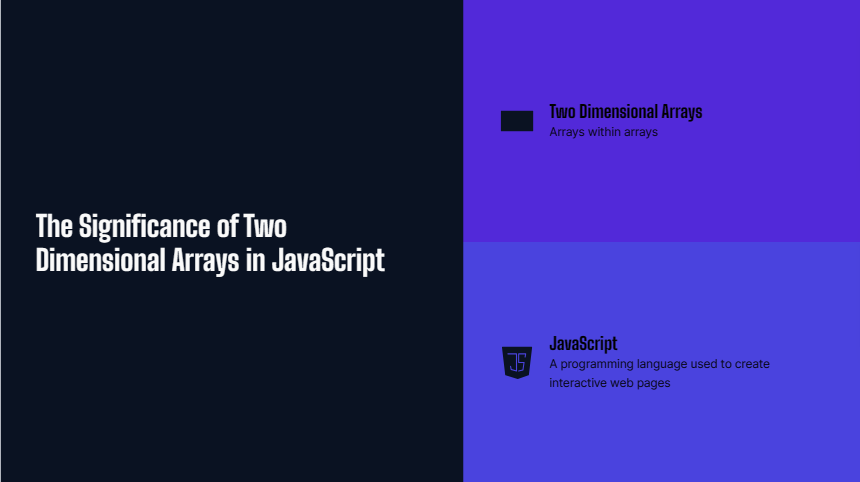 The Significance of Two
Dimensional Arrays in JavaScript
Two Dimensional Arrays
Arrays within arrays
JS
JavaScript
A programming language used to create
interactive web pages